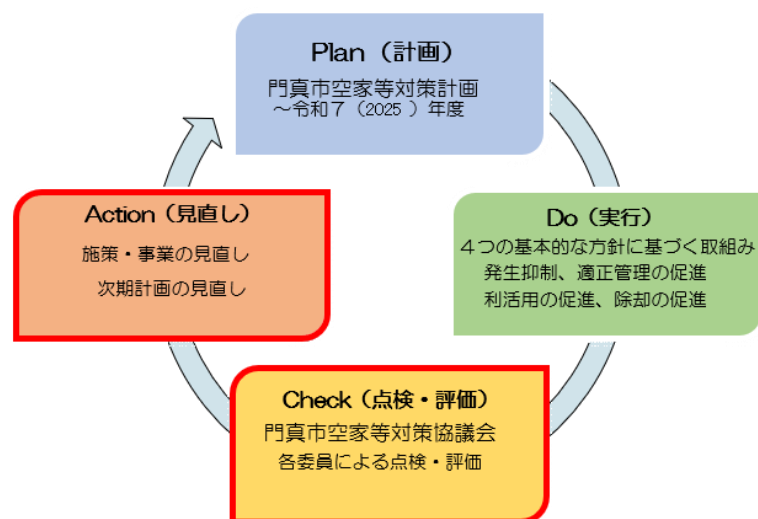 Plan（計画）
門真市空家等対策計画
～令和７（2025 ）年度
Do（実行）
４つの基本的な方針に基づく取組み
発生抑制、適正管理の促進
利活用の促進、除却の促進
Check（点検・評価）
門真市空家等対策協議会
各委員による点検・評価
Action（見直し）
施策・事業の見直し
次期計画の見直し